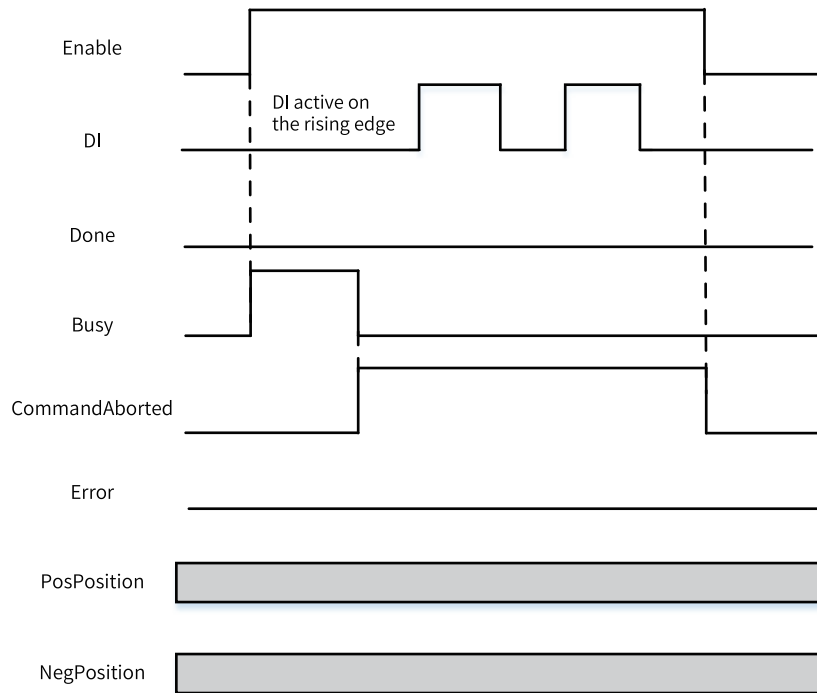 Enable
DI active on
the rising edge
DI
Done
Busy
CommandAborted
Error
PosPosition
NegPosition